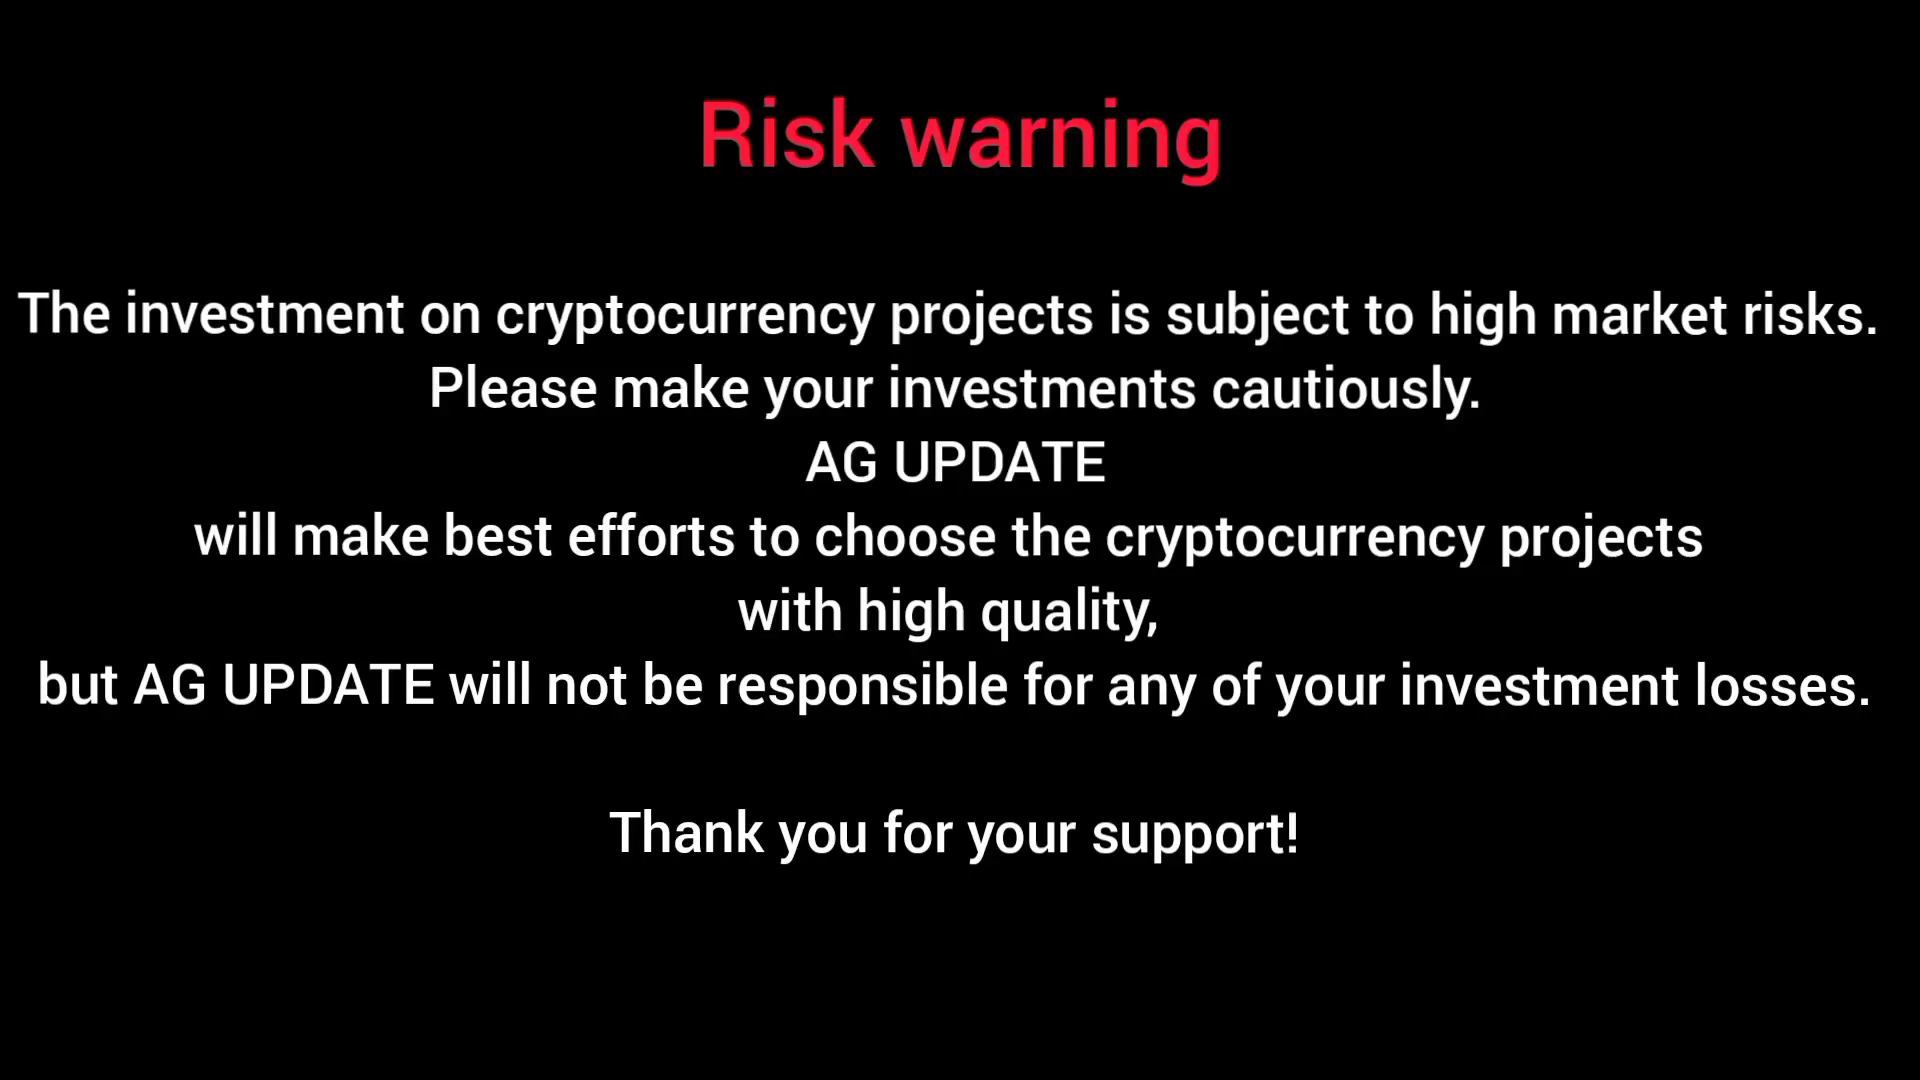 Risk warning
The investment on cryptocurrency projects is subject to high market risks.
Please make your investments cautiously.
AG UPDATE
will make best efforts to choose the cryptocurrency projects
with high quality,
but AG UPDATE will not be responsible for any of your investment losses.
Thank you for your support!